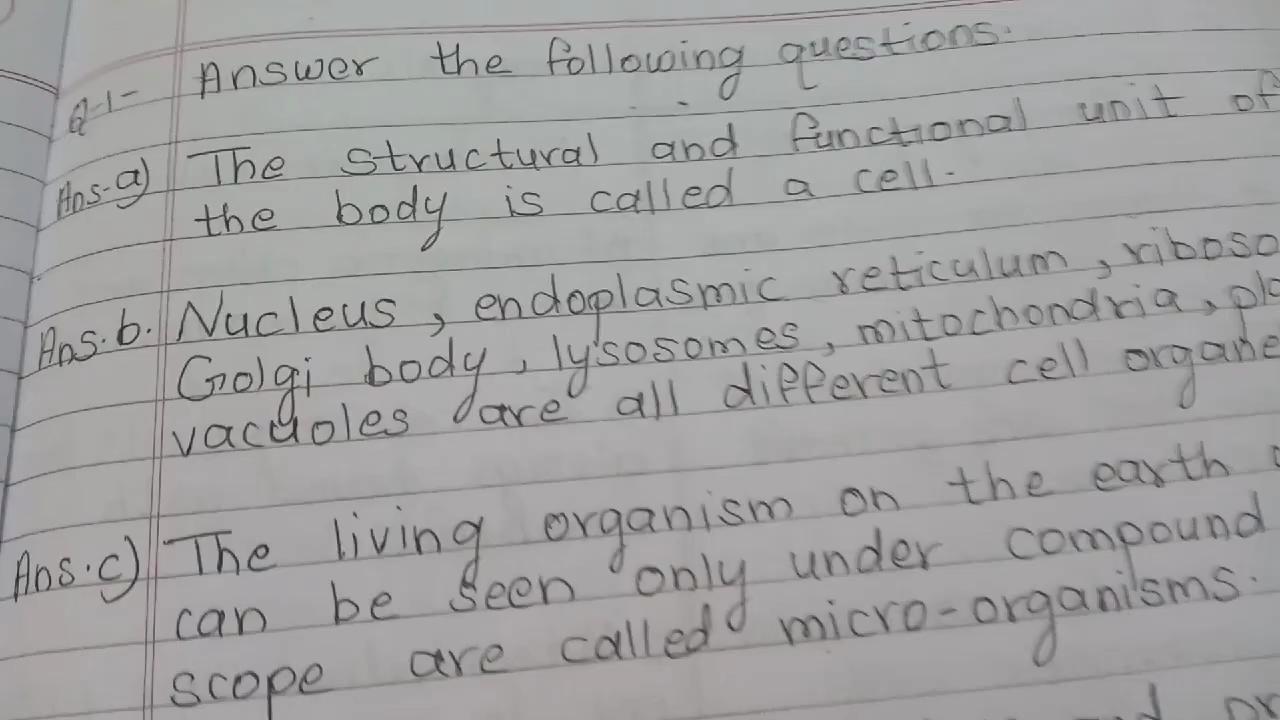 Q-1- Answer the following questions.
Ans.a) The structural and functional unit of
the body is called a cell.
Ans.b. Nucleus, endoplasmic reticulum, riboso
Golgi body, lysosomes, mitochondria, pla
vacuoles are all different cell organe
Ans.c) The living organism on the earth
can be seen only under compound
scope are called micro-organisms.